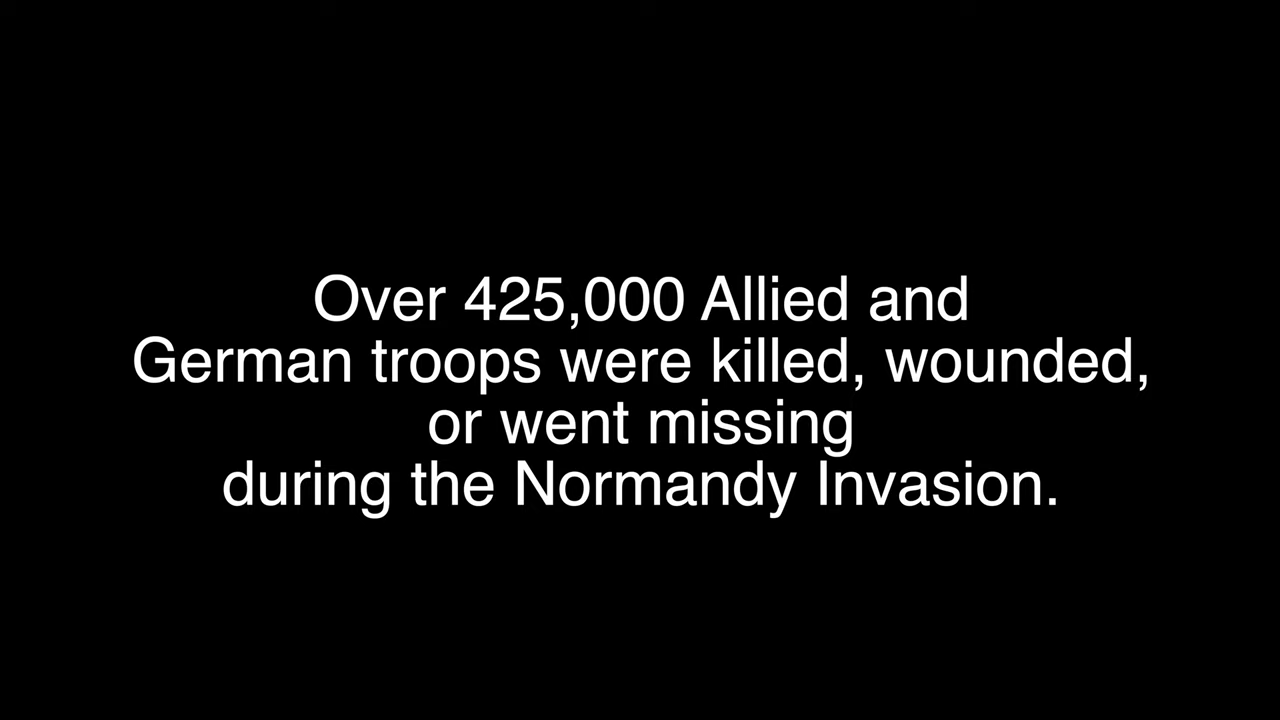 Over 425,000 Allied and
German troops were killed, wounded,
or went missing
during the Normandy Invasion.